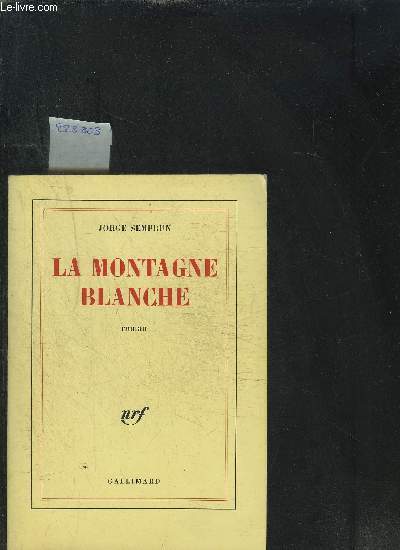 Le-livre.com
JORGE SEMPRUN
LA MONTAGNE
BLANCHE
roman
nrf
GALLIMARD